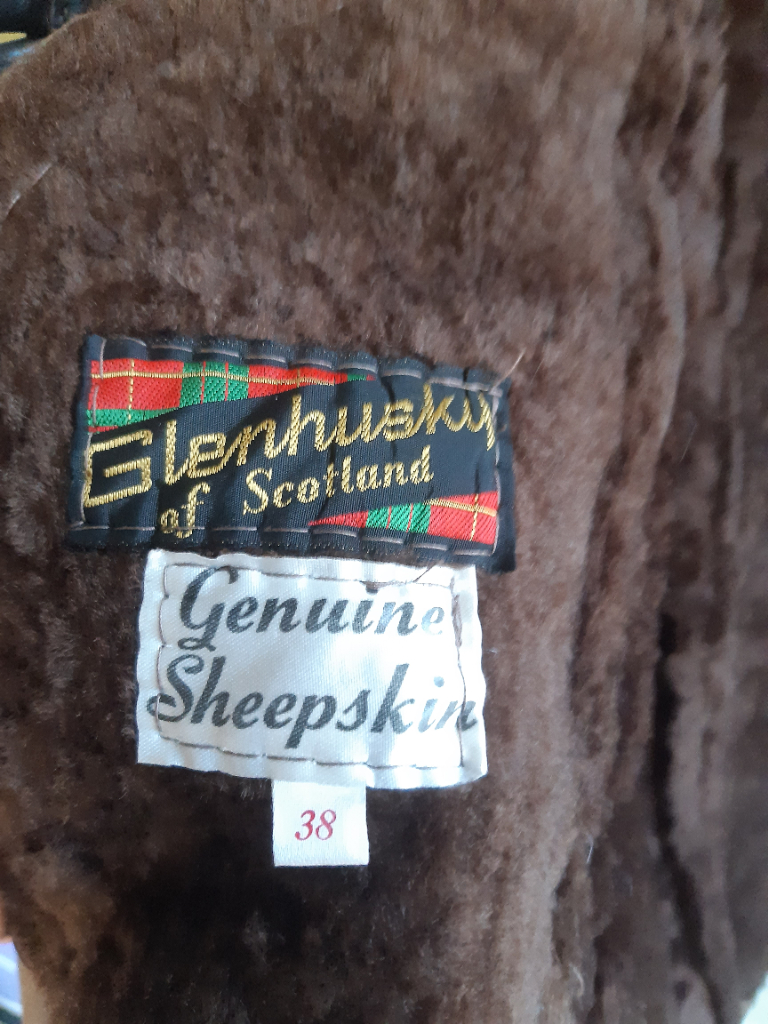 Glenhusky
of Scotland
Genuine
Sheepskin
38